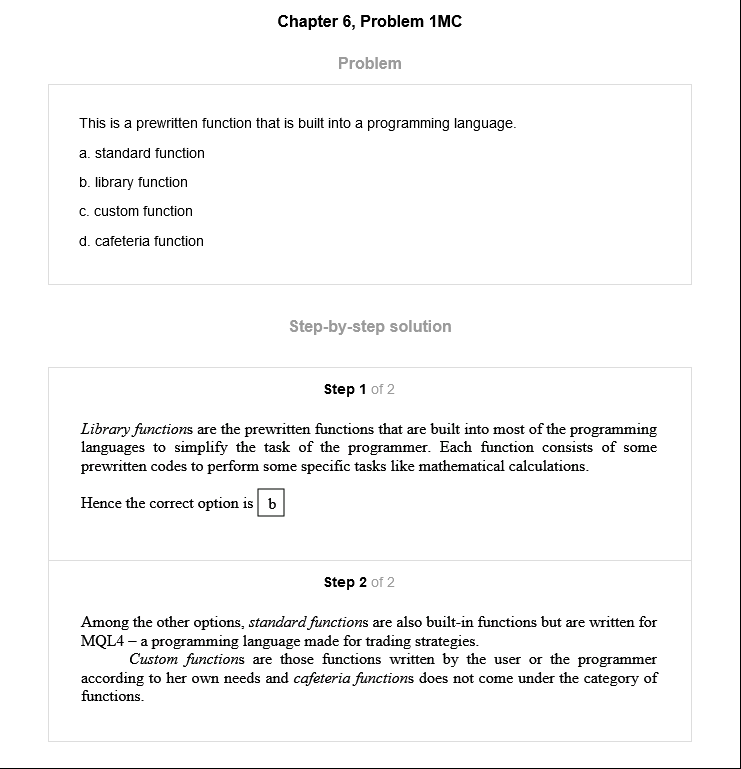 Chapter 6, Problem 1MC
Problem
This is a prewritten function that is built into a programming language.
a. standard function
b. library function
c. custom function
d. cafeteria function
Step-by-step solution
Step 1 of 2
Library functions are the prewritten functions that are built into most of the programming
languages to simplify the task of the programmer. Each function consists of some
prewritten codes to perform some specific tasks like mathematical calculations.
Hence the correct option is b
Step 2 of 2
Among the other options, standard functions are also built-in functions but are written for
MQL4 – a programming language made for trading strategies.
Custom functions are those functions written by the user or the programmer
according to her own needs and cafeteria functions does not come under the category of
functions.